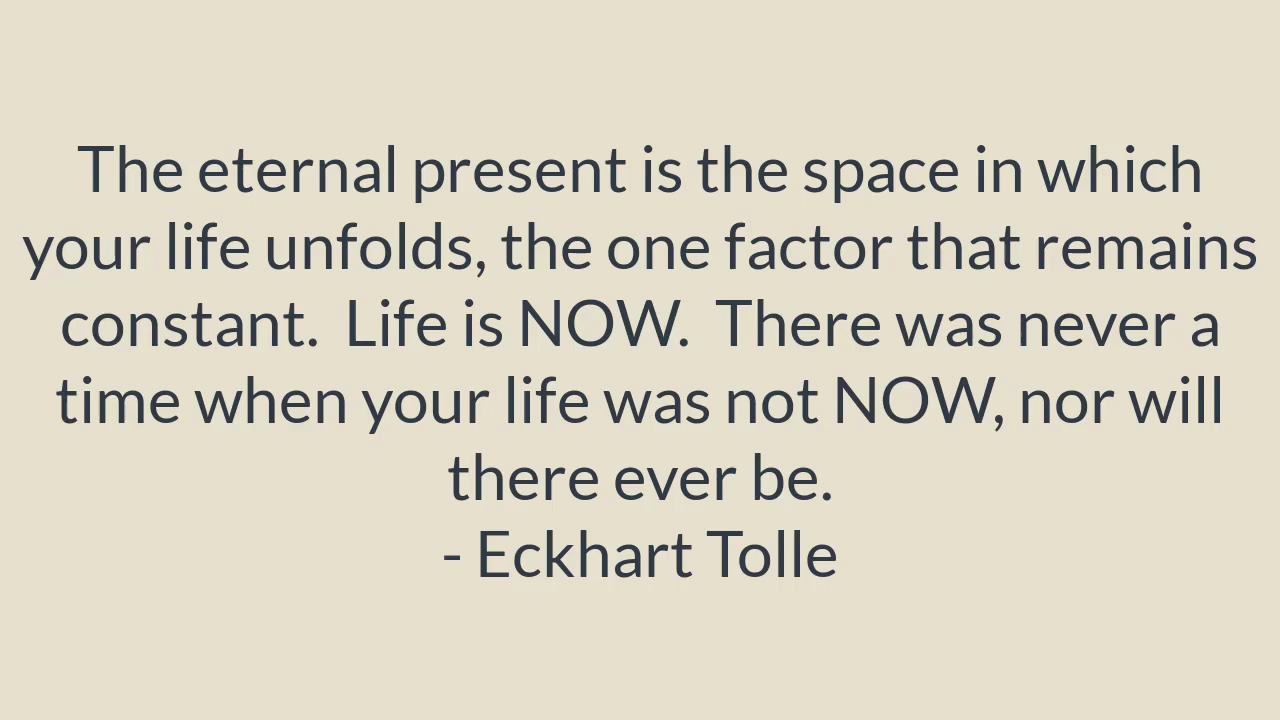 The eternal present is the space in which
your life unfolds, the one factor that remains
constant.  Life is NOW.  There was never a
time when your life was not NOW, nor will
there ever be.
- Eckhart Tolle